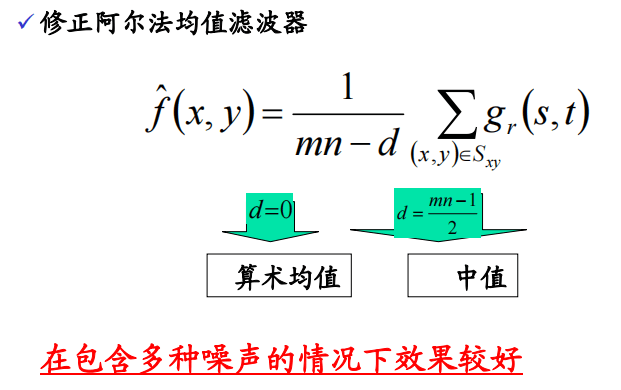 ✓ 修正阿尔法均值滤波器
f̂(x, y) = \frac{1}{mn − d} \sum_{(x,y)∈S_{xy}} g_r(s, t)
d=0
d = \frac{mn−1}{2}
算术均值
中值
在包含多种噪声的情况下效果较好